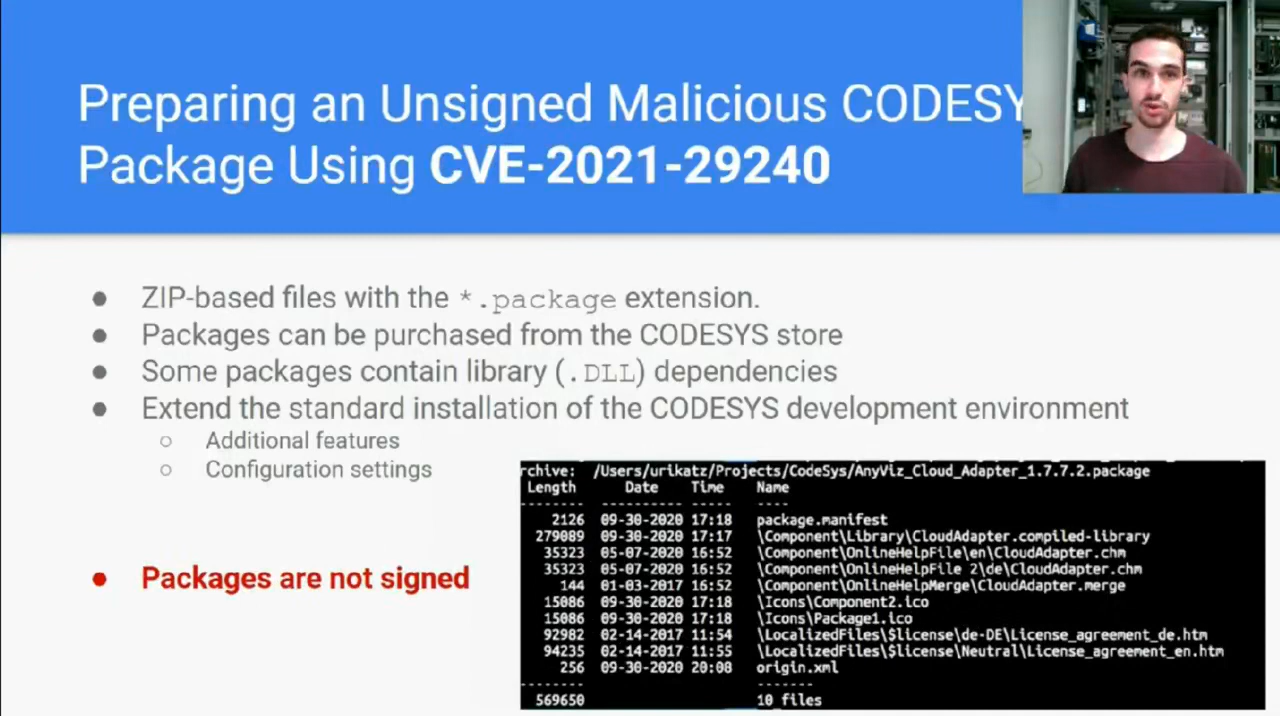 Preparing an Unsigned Malicious CODESY
Package Using CVE-2021-29240
● ZIP-based files with the *.package extension.
● Packages can be purchased from the CODESYS store
● Some packages contain library (.DLL) dependencies
● Extend the standard installation of the CODESYS development environment
○ Additional features
○ Configuration settings
● Packages are not signed
rchive: /Users/urikatz/Projects/CodeSys/AnyViz_Cloud_Adapter_1.7.7.2.package
Length Date Time Name
--------- ---------- ----- ----
2126 09-30-2020 17:18 package.manifest
279089 09-30-2020 17:17 \Component\Library\CloudAdapter.compiled-library
35323 05-07-2020 16:52 \Component\OnlineHelpFile\en\CloudAdapter.chm
35323 05-07-2020 16:52 \Component\OnlineHelpFile 2\de\CloudAdapter.chm
144 01-03-2017 16:52 \Component\OnlineHelpMerge\CloudAdapter.merge
15086 09-30-2020 17:18 \Icons\Component2.ico
15086 09-30-2020 17:18 \Icons\Package1.ico
92982 02-14-2017 11:54 \LocalizedFiles\$license\de-DE\License_agreement_de.htm
94235 02-14-2017 11:55 \LocalizedFiles\$license\Neutral\License_agreement_en.htm
256 09-30-2020 20:08 origin.xml
--------- -------
569650 10 files